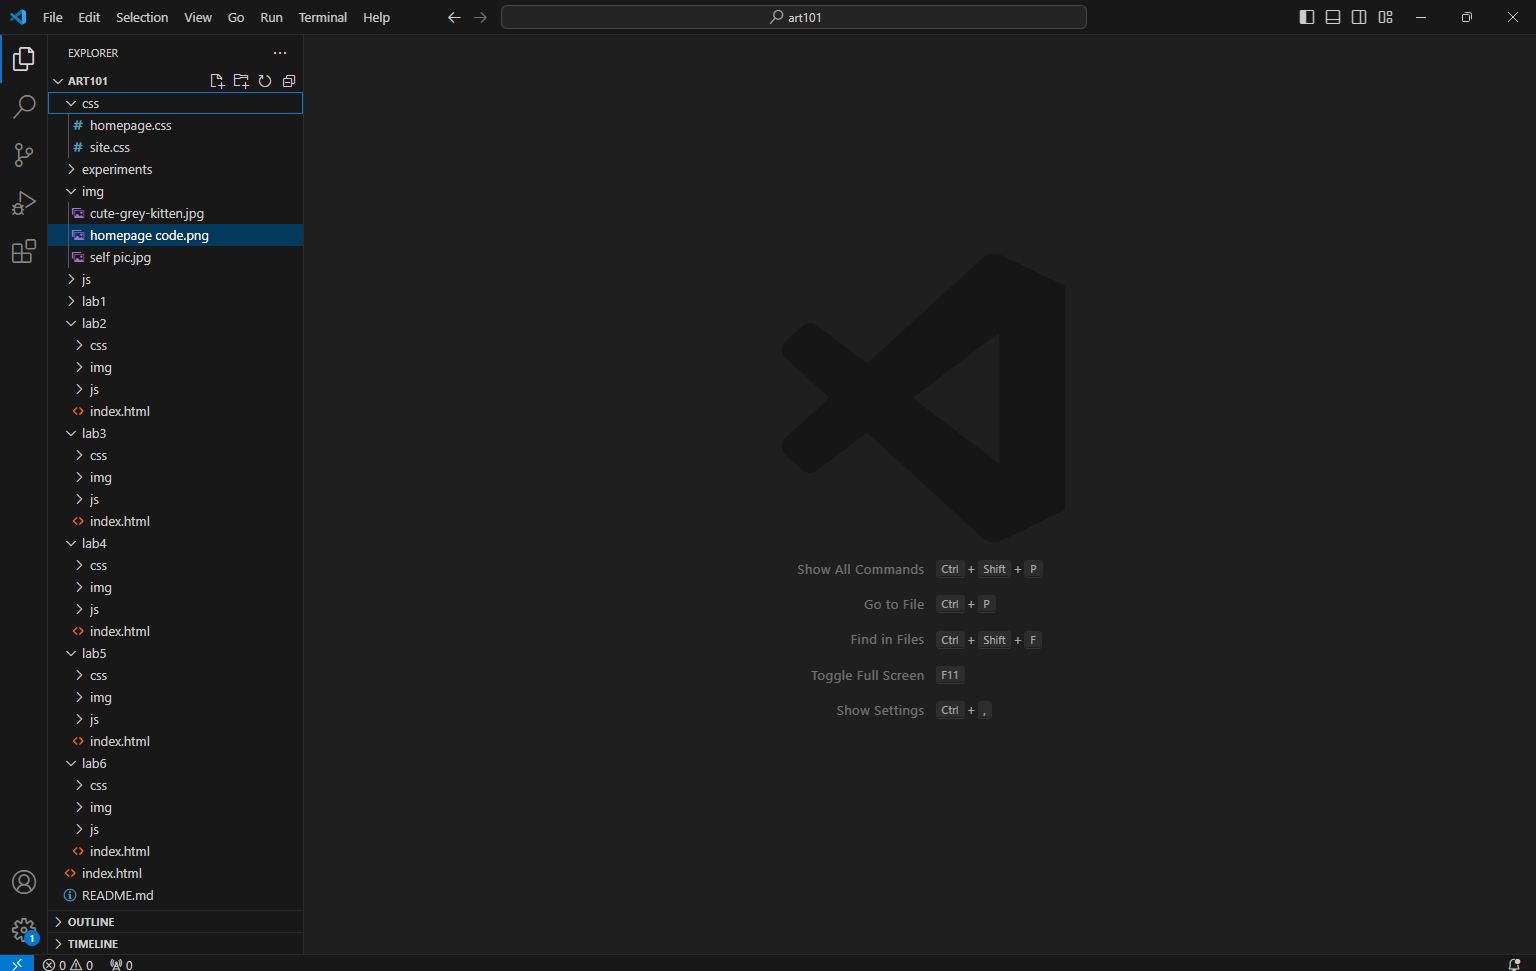 File Edit Selection View Go Run Terminal Help art101
EXPLORER
ART101
css
homepage.css
site.css
experiments
img
cute-grey-kitten.jpg
homepage code.png
self pic.jpg
js
lab1
lab2
css
img
js
index.html
lab3
css
img
js
index.html
lab4
css
img
js
index.html
lab5
css
img
js
index.html
lab6
css
img
js
index.html
index.html
README.md
OUTLINE
TIMELINE
Show All Commands Ctrl + Shift + P
Go to File Ctrl + P
Find in Files Ctrl + Shift + F
Toggle Full Screen F11
Show Settings Ctrl + ,
1
0 0 0